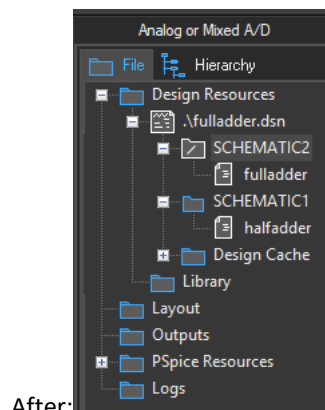 Analog or Mixed A/D
File Hierarchy
Design Resources
.\fulladder.dsn
SCHEMATIC2
fulladder
SCHEMATIC1
halfadder
Design Cache
Library
Layout
Outputs
PSpice Resources
Logs
After: